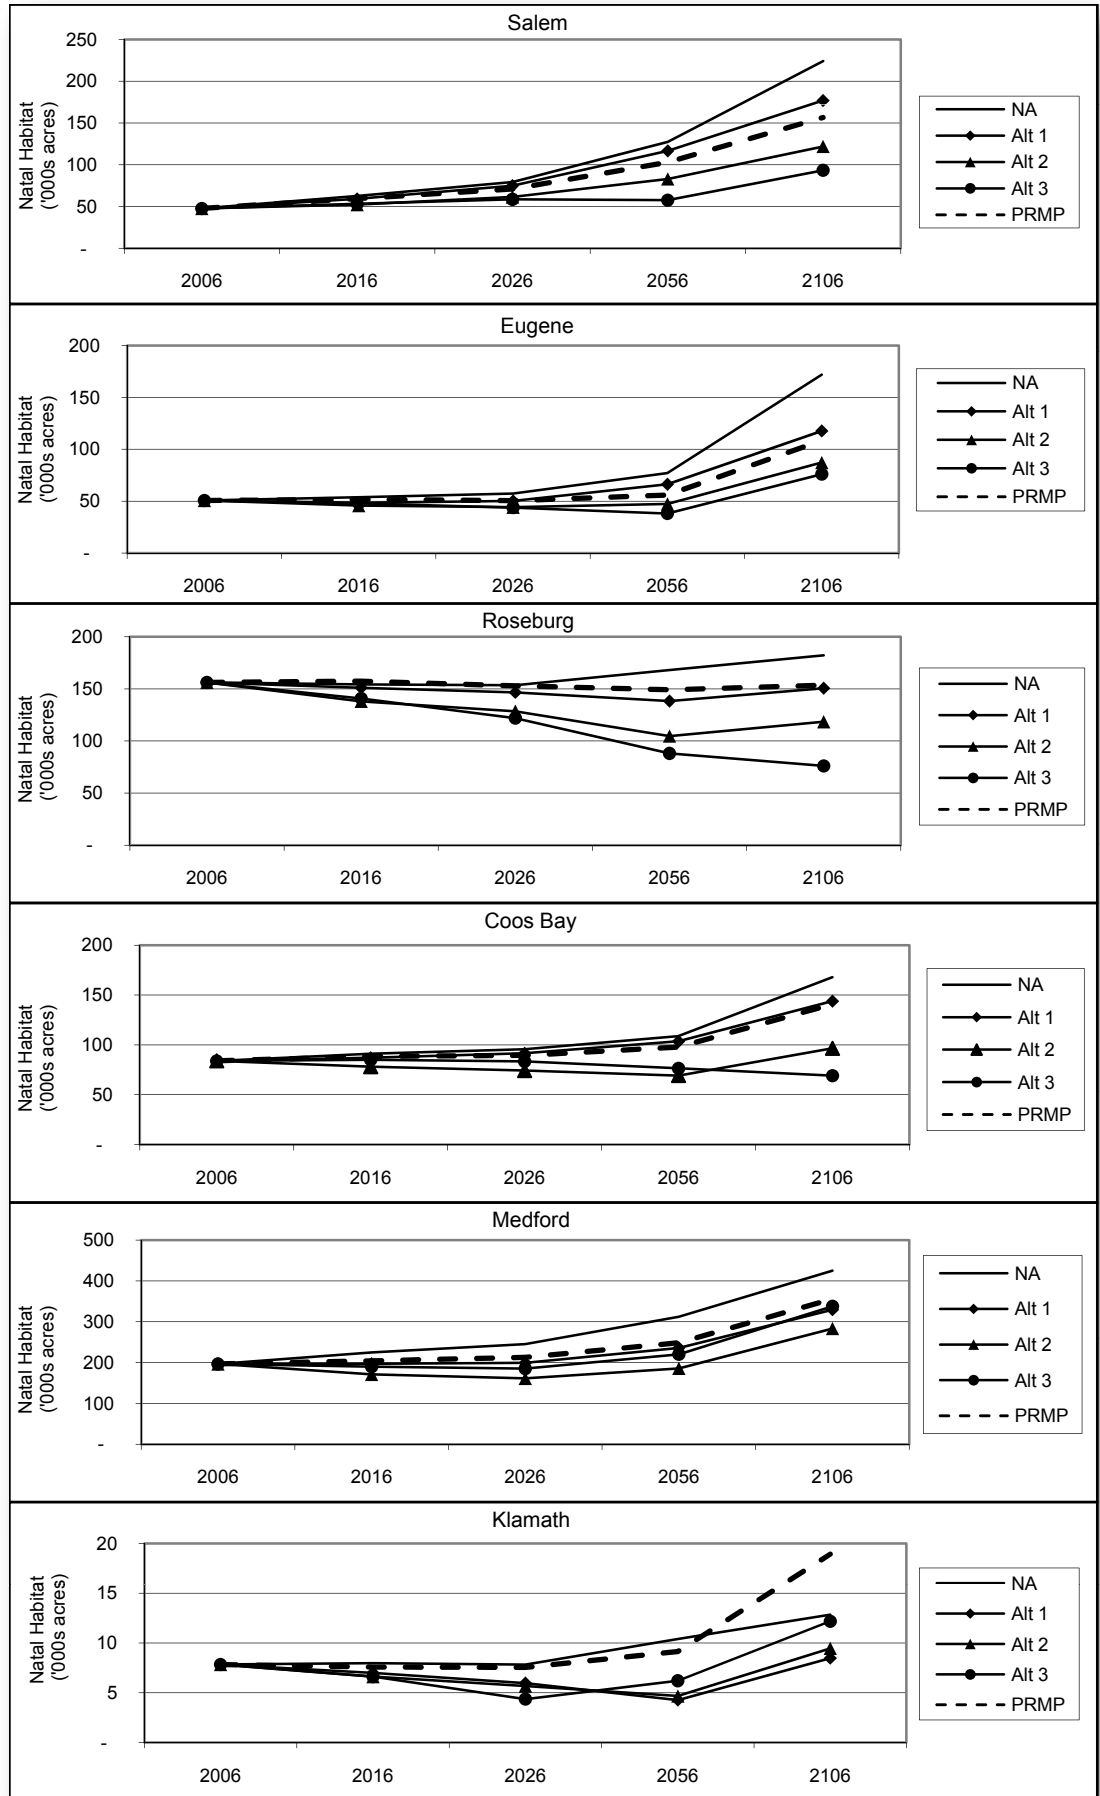 Salem
Natal Habitat
('000s acres)
250
200
150
100
50
-
2006 2016 2026 2056 2106
NA
Alt 1
Alt 2
Alt 3
PRMP
Eugene
Natal Habitat
('000s acres)
200
150
100
50
-
2006 2016 2026 2056 2106
NA
Alt 1
Alt 2
Alt 3
PRMP
Roseburg
Natal Habitat
('000s acres)
200
150
100
50
-
2006 2016 2026 2056 2106
NA
Alt 1
Alt 2
Alt 3
PRMP
Coos Bay
Natal Habitat
('000s acres)
200
150
100
50
-
2006 2016 2026 2056 2106
NA
Alt 1
Alt 2
Alt 3
PRMP
Medford
Natal Habitat
('000s acres)
500
400
300
200
100
-
2006 2016 2026 2056 2106
NA
Alt 1
Alt 2
Alt 3
PRMP
Klamath
Natal Habitat
('000s acres)
20
15
10
5
-
2006 2016 2026 2056 2106
NA
Alt 1
Alt 2
Alt 3
PRMP